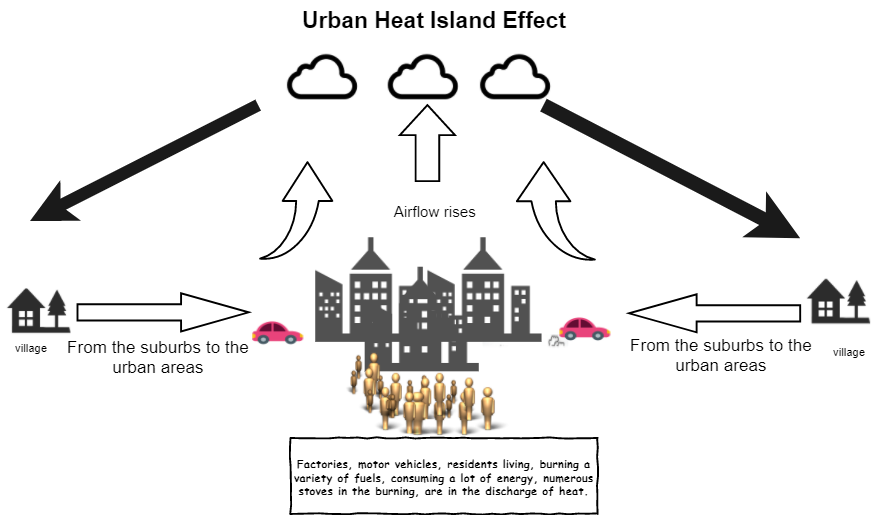 Urban Heat Island Effect
Airflow rises
village
From the suburbs to the
urban areas
From the suburbs to the
urban areas
village
Factories, motor vehicles, residents living, burning a
variety of fuels, consuming a lot of energy, numerous
stoves in the burning, are in the discharge of heat.